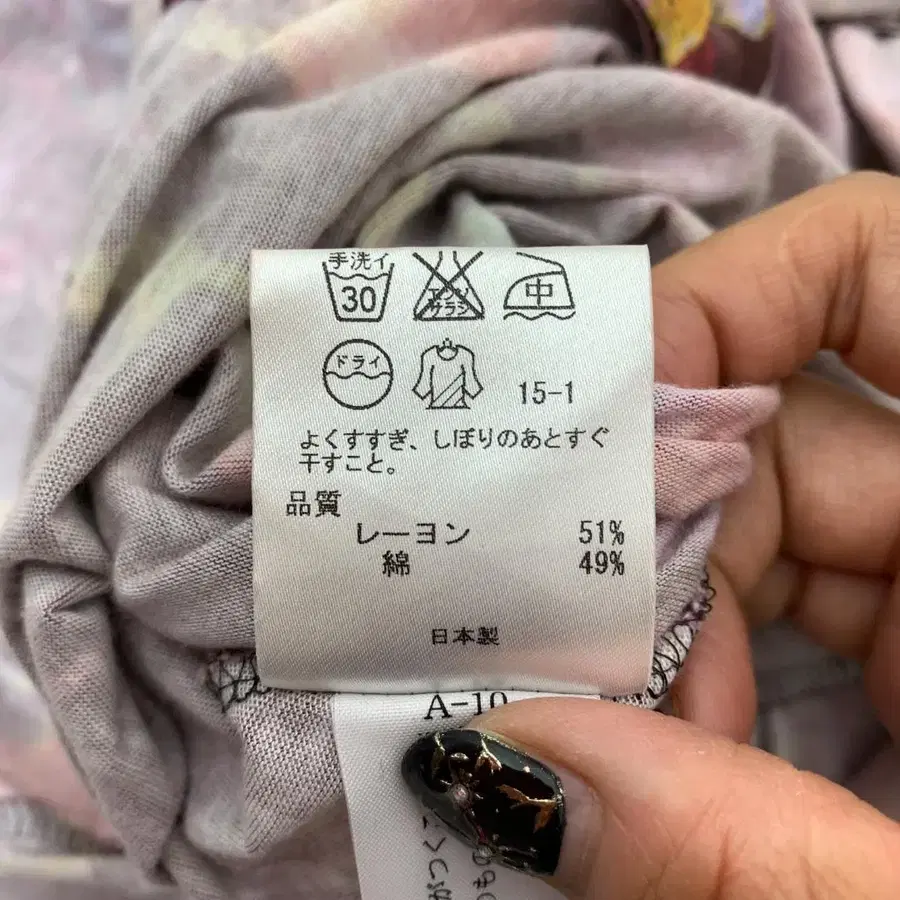 手洗イ
30
エンソ
サラシ
中
ドライ
15-1
よくすすぎ、しぼりのあとすぐ
干すこと。
品質
レーヨン 51%
綿 49%
日本製
A-10